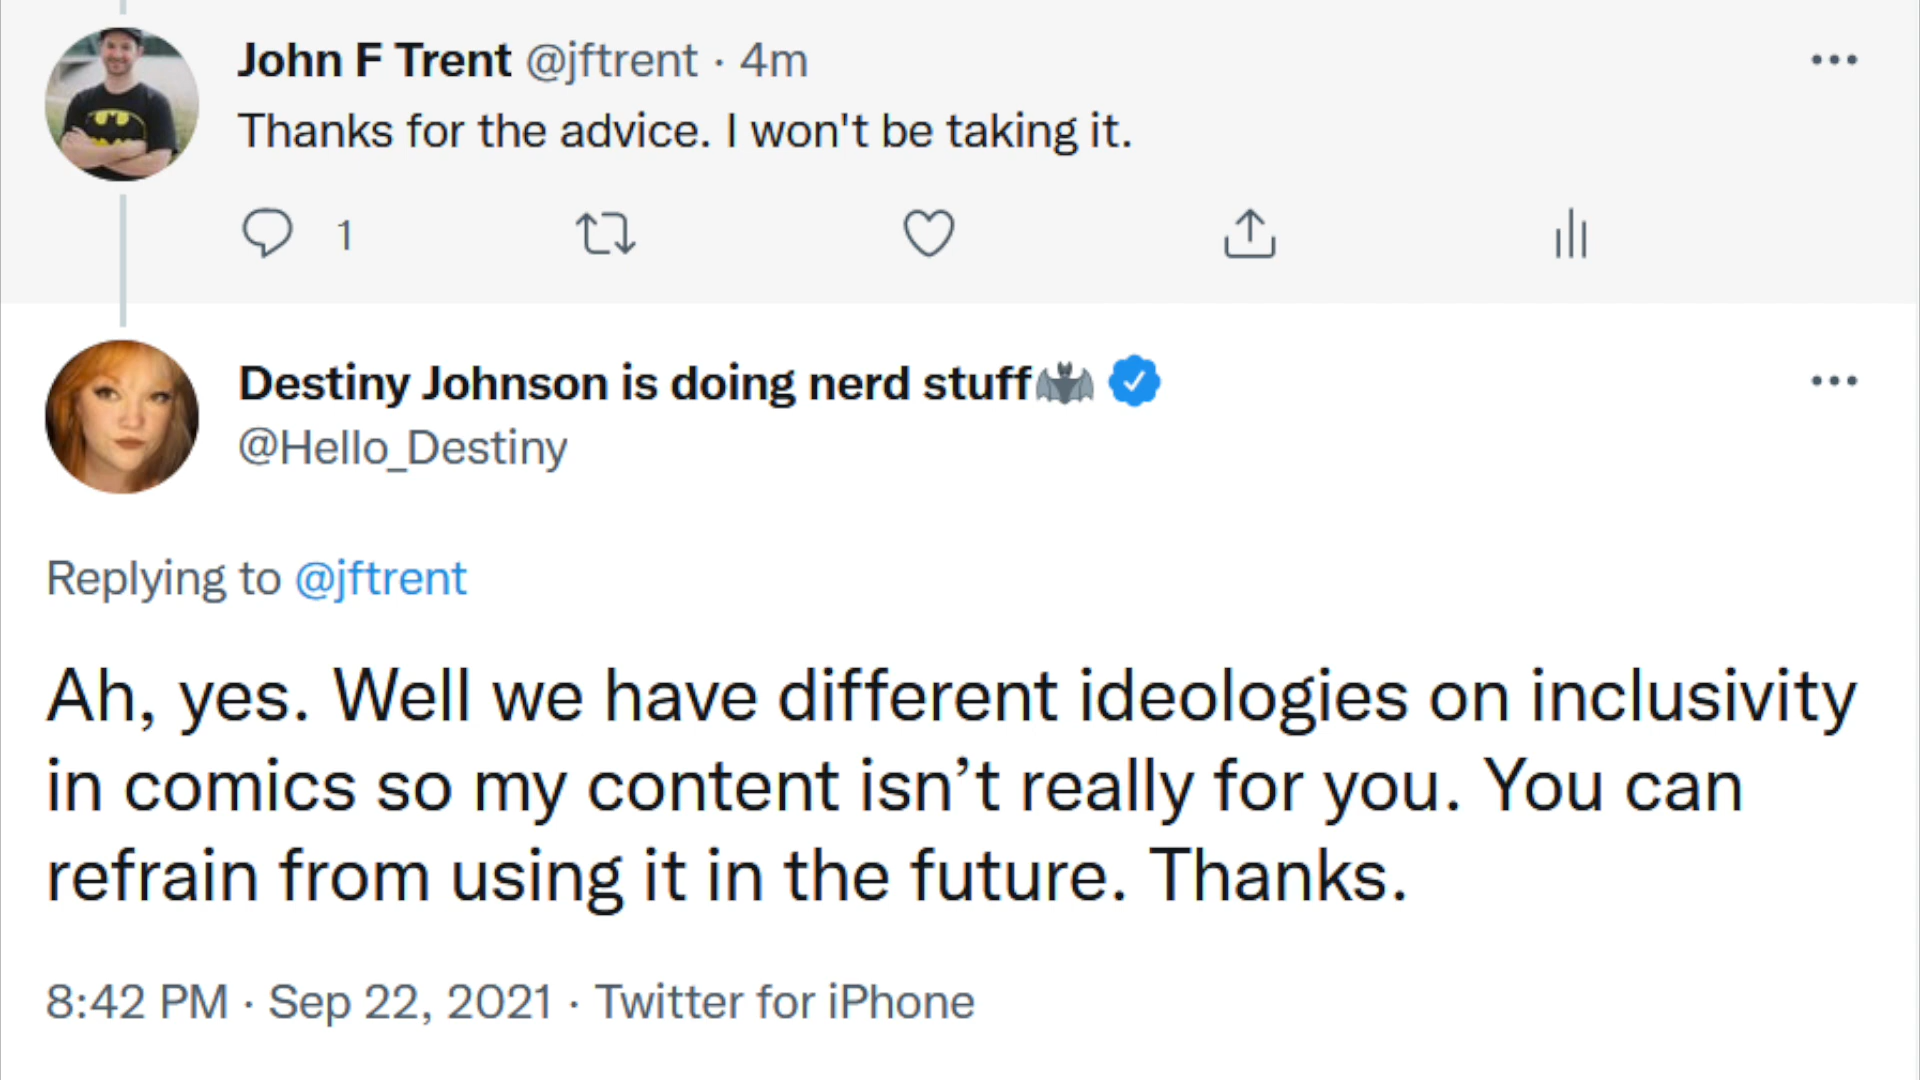 John F Trent @jftrent · 4m
Thanks for the advice. I won't be taking it.
1
Destiny Johnson is doing nerd stuff🦇
@Hello_Destiny
Replying to @jftrent
Ah, yes. Well we have different ideologies on inclusivity
in comics so my content isn’t really for you. You can
refrain from using it in the future. Thanks.
8:42 PM · Sep 22, 2021 · Twitter for iPhone